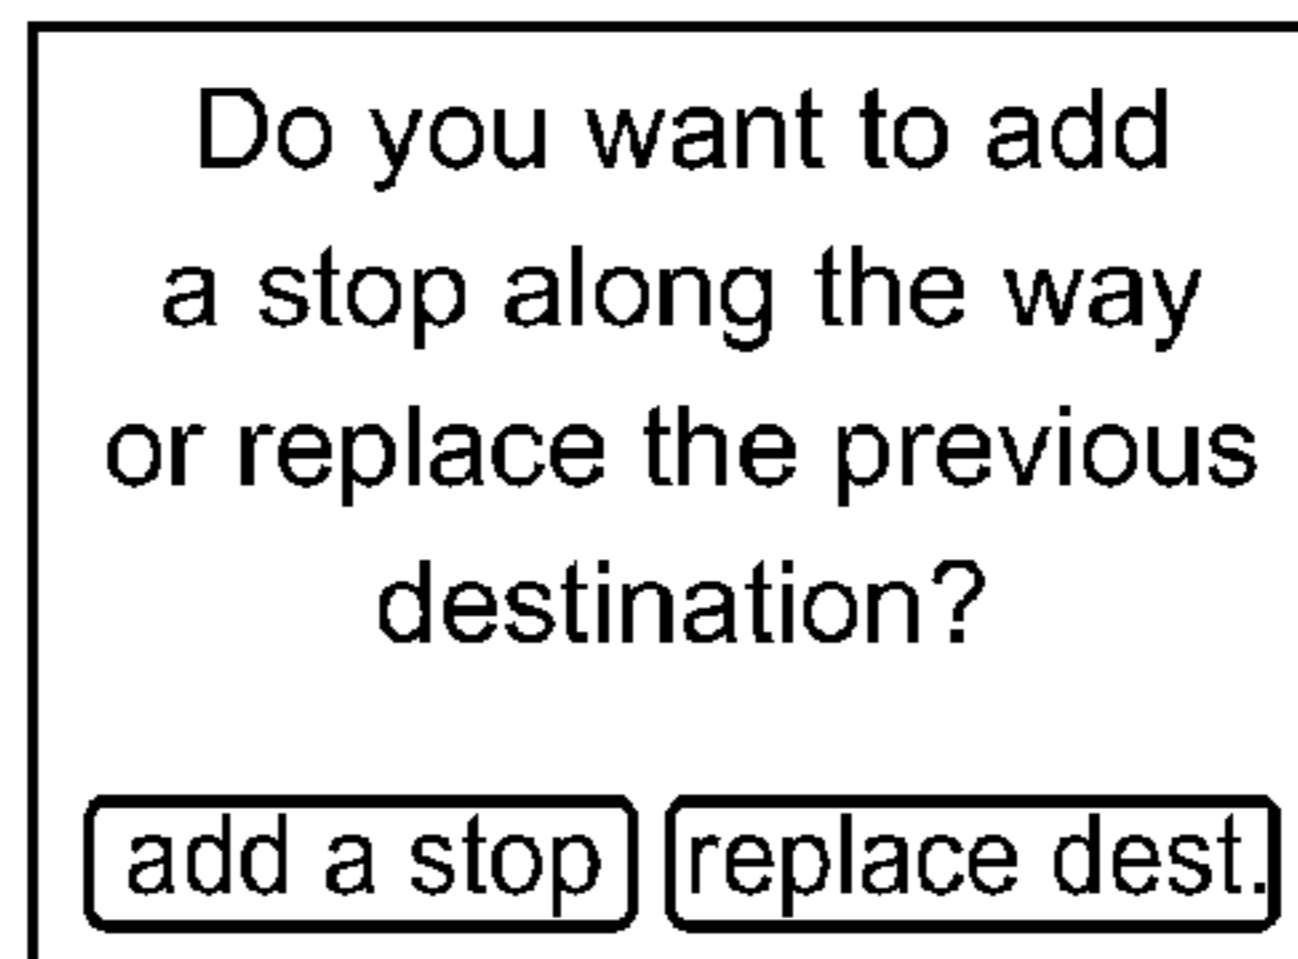 Do you want to add
a stop along the way
or replace the previous
destination?
add a stop
replace dest.